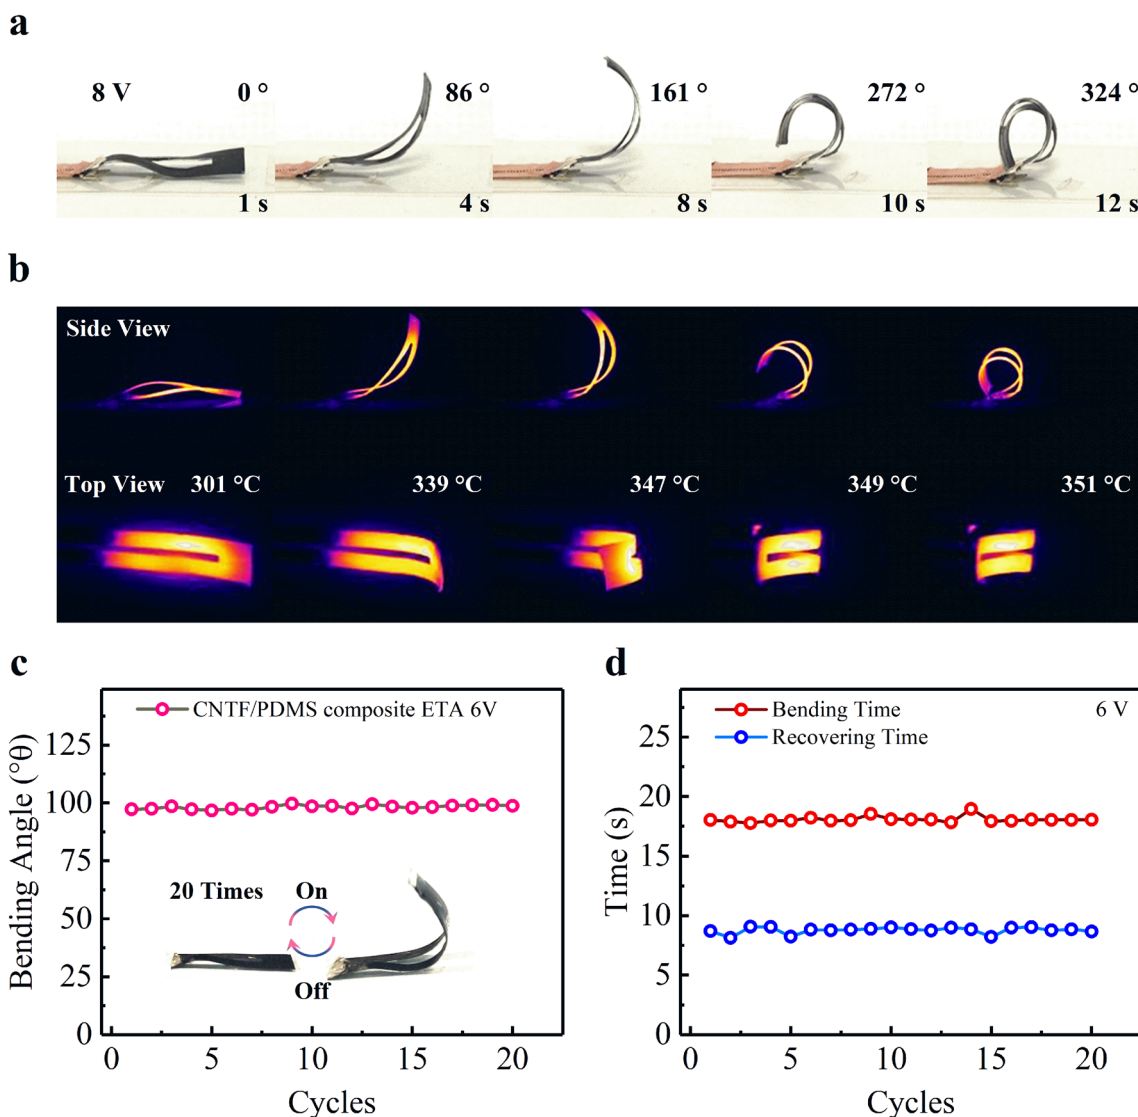 a
8 V 0 ° 86 ° 161 ° 272 ° 324 °
1 s 4 s 8 s 10 s 12 s
b
Side View
Top View 301 °C 339 °C 347 °C 349 °C 351 °C
c
CNTF/PDMS composite ETA 6V
Bending Angle (°θ)
125
100
75
50
25
0
20 Times On
Off
0 5 10 15 20
Cycles
d
Bending Time 6 V
Recovering Time
Time (s)
25
20
15
10
5
0
0 5 10 15 20
Cycles